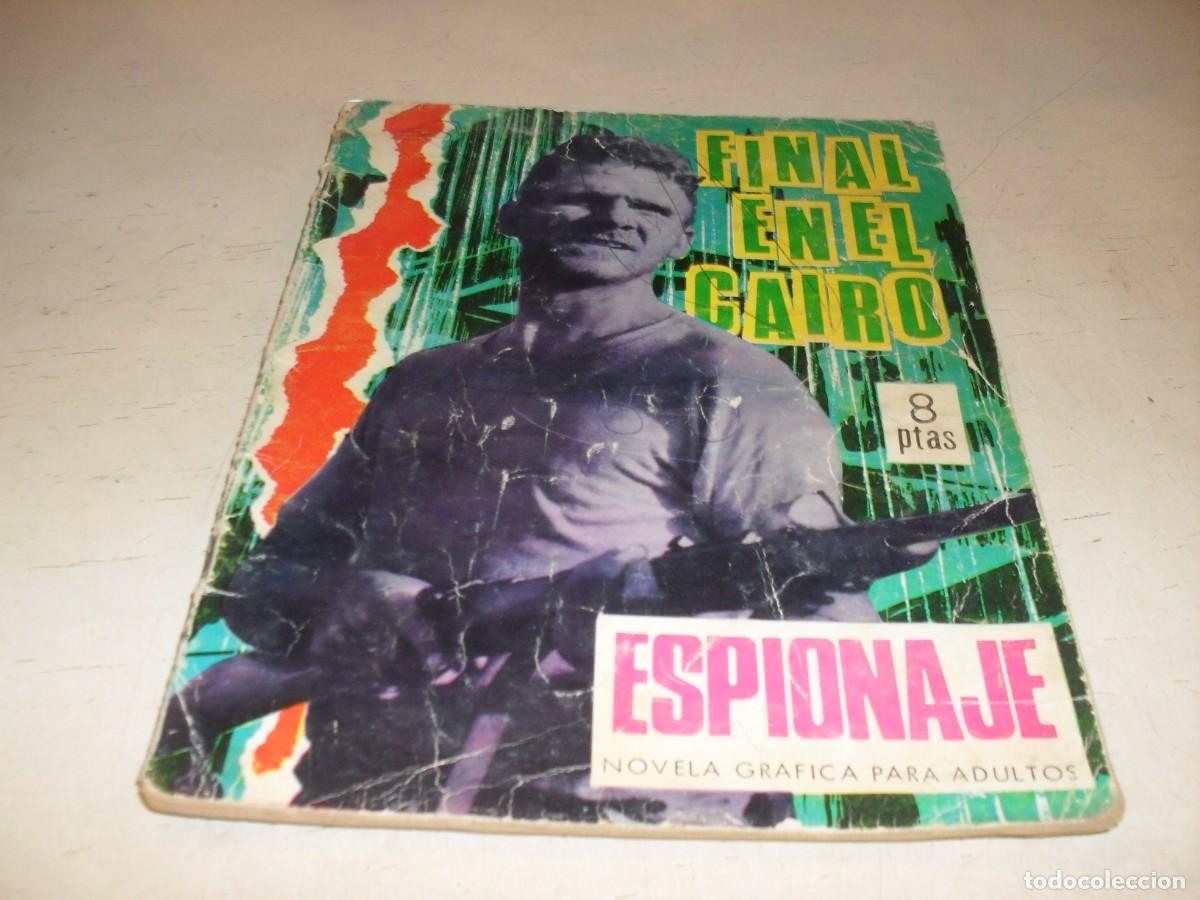 FINAL
EN EL
CAIRO
8
ptas
ESPIONAJE
NOVELA GRAFICA PARA ADULTOS
todocoleccion